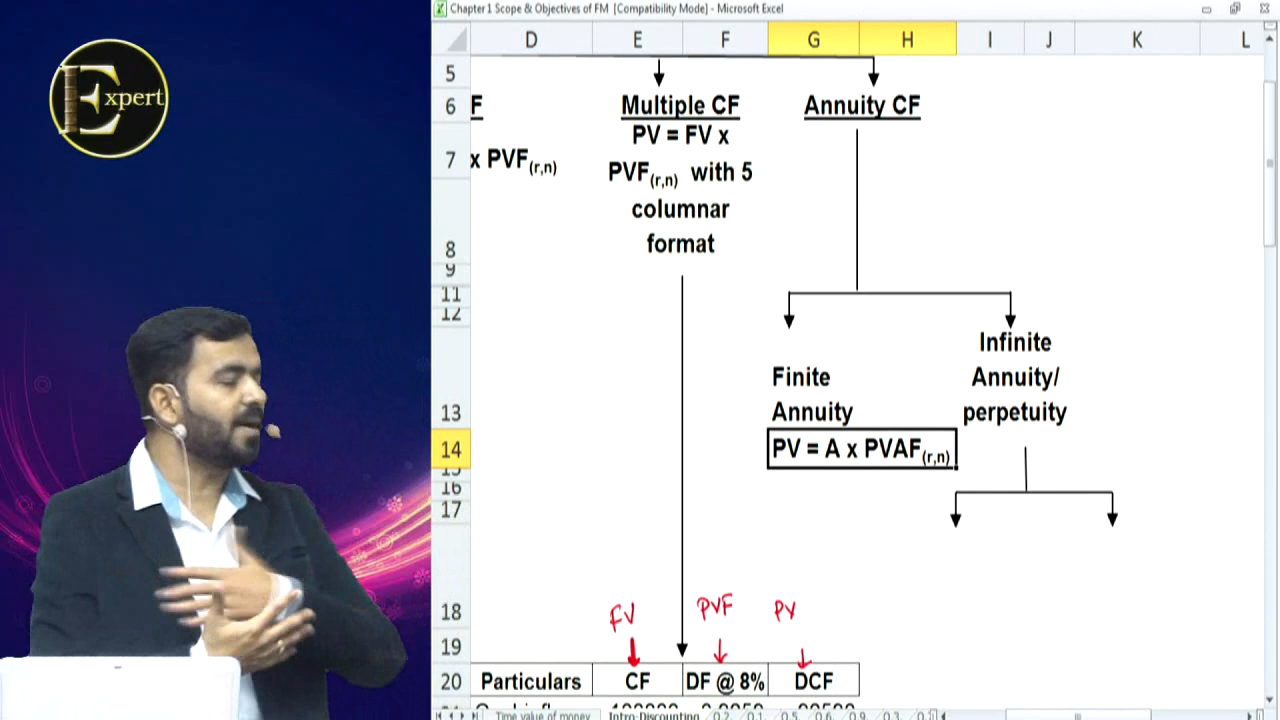 Chapter 1 Scope & Objectives of FM [Compatibility Mode] - Microsoft Excel
Expert
D E F G H I J K L
5
6 F Multiple CF Annuity CF
PV = FV x
7 x PVF(r,n) PVF(r,n) with 5
columnar
8 format
9
11
12
Infinite
Finite Annuity/
13 Annuity perpetuity
14 PV = A x PVAF(r,n)
15
16
17
18 FV PVF PV
19
20 Particulars CF DF @ 8% DCF
Time value of money Intro-Discounting